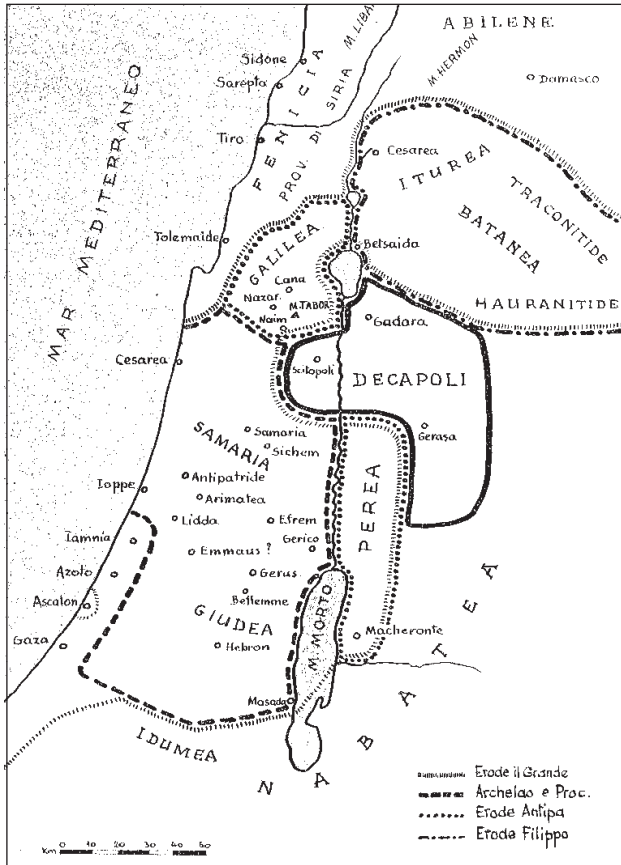 ABILENE
M. LIBA
M. HERMON
Damasco
Sidone
Sarepta
FENICIA
PROV. DI SIRIA
Tiro
Cesarea
ITUREA
TRACONITIDE
BATANEA
MAR MEDITERRANEO
Tolemaide
GALILEA
Betsaida
Cana
Nazar.
M. TABOR
Naim
HAURANITIDE
Gadara
Cesarea
Scitopoli
DECAPOLI
Samaria
SAMARIA
Sichem
Gerasa
Antipatride
Ioppe
Arimatea
PEREA
Lidda
Efrem
Iamnia
Emmaus ?
Gerico
Azoto
Gerus
Ascalon
Betlemme
GIUDEA
M. MORTO
Gaza
Hebron
Macheronte
Masada
IDUMEA
NABATEA
Erode il Grande
Archelao e Proc.
Erode Antipa
Erode Filippo
Km 0 10 20 30 40 50